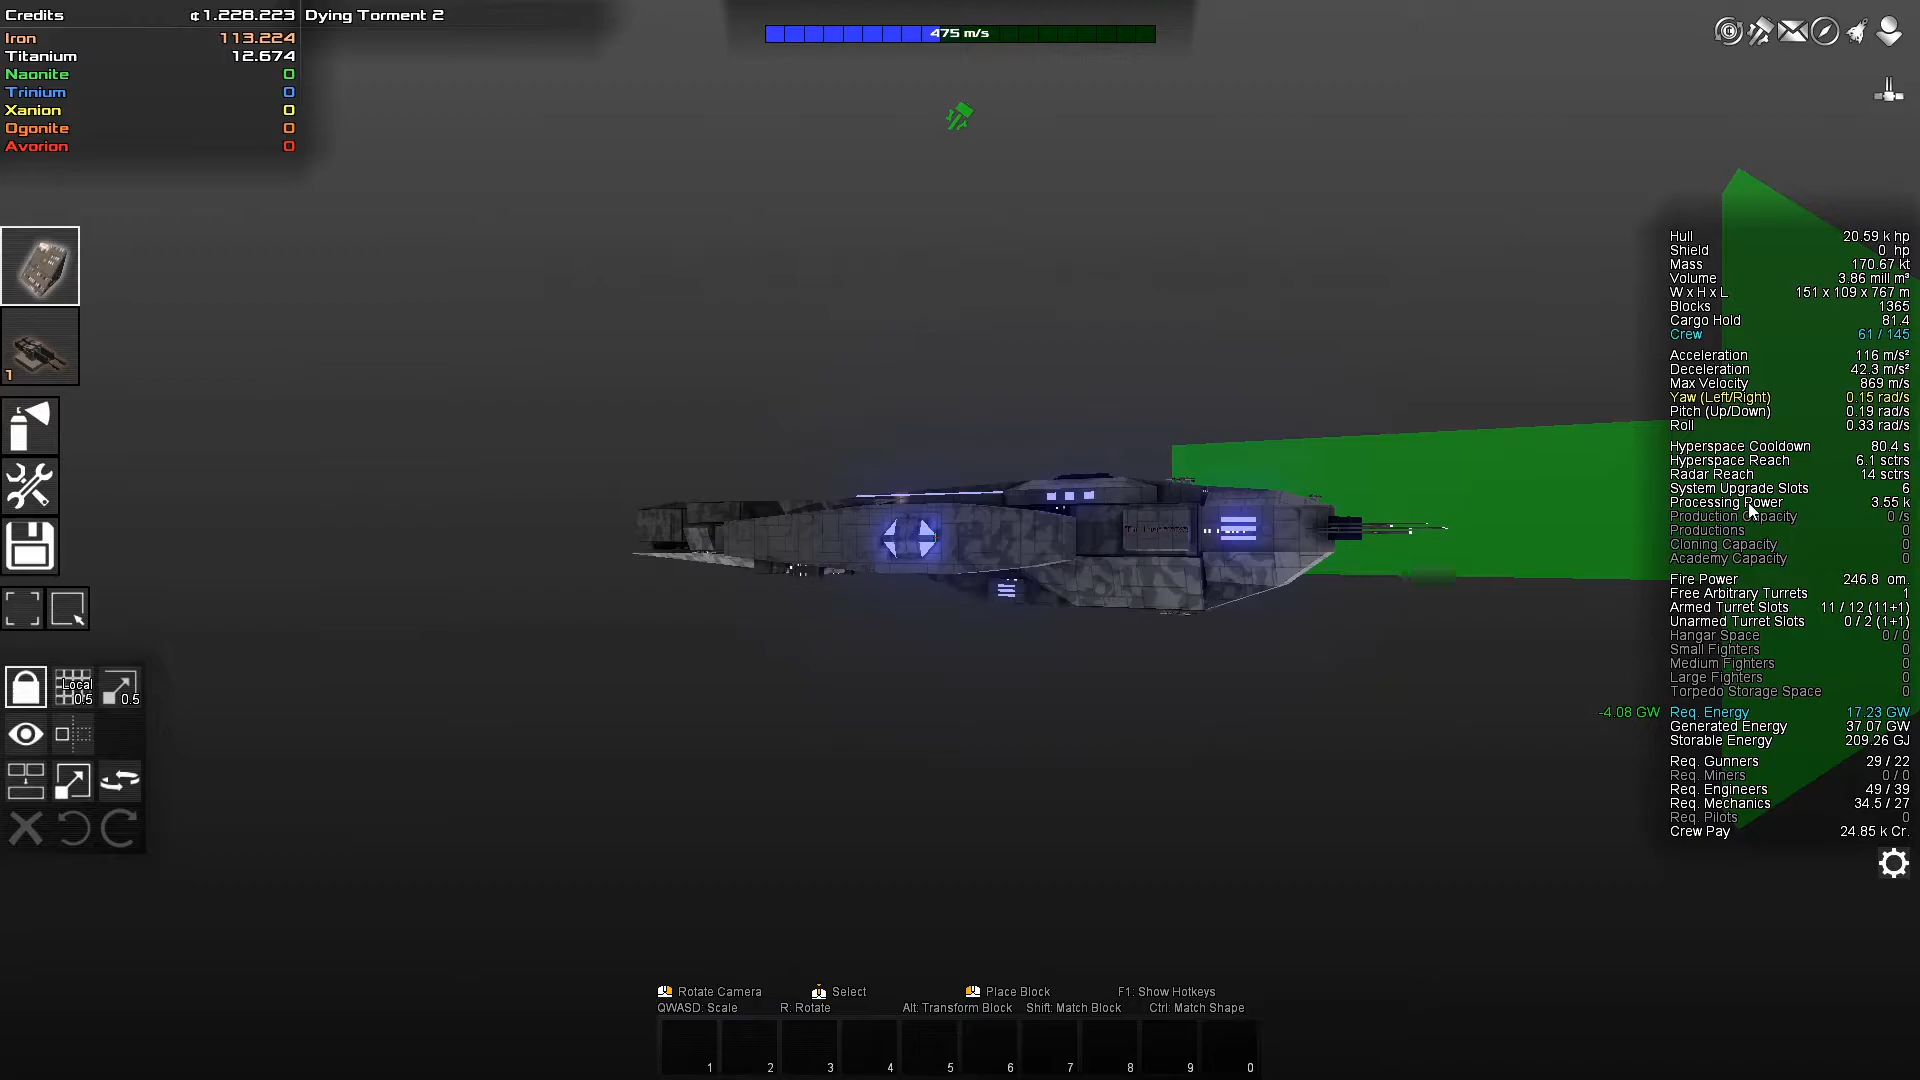 Credits ¢1.228.223 Dying Torment 2
Iron 113.224
Titanium 12.674
Naonite 0
Trinium 0
Xanion 0
Ogonite 0
Avorion 0
475 m/s
1
Local
0.5 0.5
Hull 20.59 k hp
Shield 0 hp
Mass 170.67 kt
Volume 3.86 mill m³
W x H x L 151 x 109 x 767 m
Blocks 1365
Cargo Hold 81.4
Crew 61 / 145
Acceleration 116 m/s²
Deceleration 42.3 m/s²
Max Velocity 869 m/s
Yaw (Left/Right) 0.15 rad/s
Pitch (Up/Down) 0.19 rad/s
Roll 0.33 rad/s
Hyperspace Cooldown 80.4 s
Hyperspace Reach 6.1 sctrs
Radar Reach 14 sctrs
System Upgrade Slots 6
Processing Power 3.55 k
Production Capacity 0 /s
Productions 0
Cloning Capacity 0
Academy Capacity 0
Fire Power 246.8 om.
Free Arbitrary Turrets 1
Armed Turret Slots 11 / 12 (11+1)
Unarmed Turret Slots 0 / 2 (1+1)
Hangar Space 0 / 0
Small Fighters 0
Medium Fighters 0
Large Fighters 0
Torpedo Storage Space 0
-4.08 GW Req. Energy 17.23 GW
Generated Energy 37.07 GW
Storable Energy 209.26 GJ
Req. Gunners 29 / 22
Req. Miners 0 / 0
Req. Engineers 49 / 39
Req. Mechanics 34.5 / 27
Req. Pilots 0
Crew Pay 24.85 k Cr.
Rotate Camera Select Place Block F1: Show Hotkeys
QWASD: Scale R: Rotate Alt: Transform Block Shift: Match Block Ctrl: Match Shape
1 2 3 4 5 6 7 8 9 0